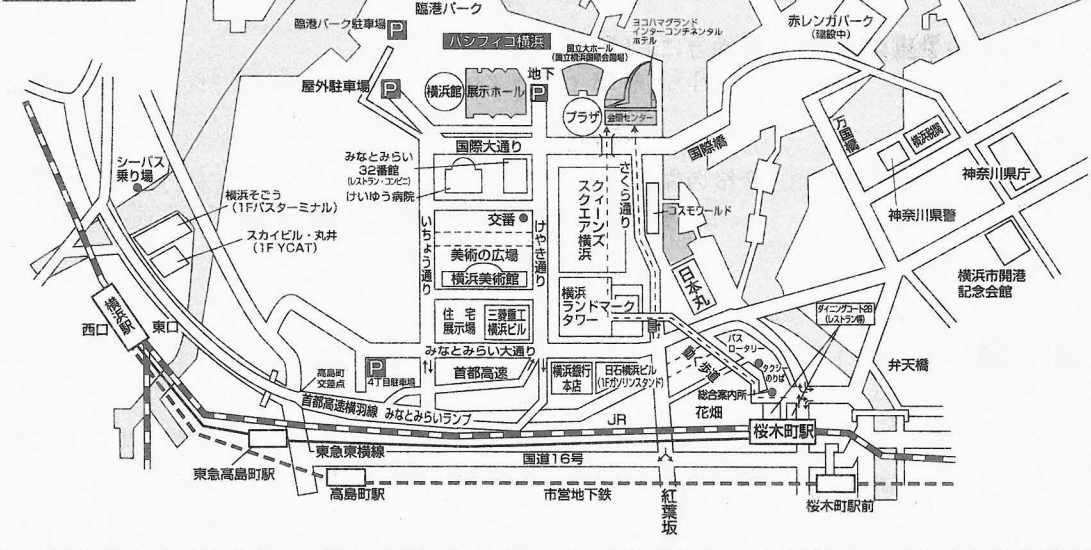 臨港パーク
臨港パーク駐車場
P
パシフィコ横浜
国立大ホール
(国立横浜国際会議場)
ヨコハマグランド
インターコンチネンタル
ホテル
赤レンガパーク
(建設中)
屋外駐車場
P
横浜館
展示ホール
地下
P
プラザ
会議センター
国際大通り
国際橋
万国橋
横浜税関
神奈川県庁
神奈川県警
横浜市開港
記念会館
シーバス
乗り場
横浜そごう
(1Fバスターミナル)
スカイビル・丸井
(1F YCAT)
みなとみらい
32番館
(レストラン・コンビニ)
けいゆう病院
いちょう通り
けやき通り
さくら通り
クィーンズ
スクエア横浜
コスモワールド
交番
美術の広場
横浜美術館
日本丸
横浜
ランドマーク
タワー
住宅
展示場
三菱重工
横浜ビル
みなとみらい大通り
横浜駅
西口
東口
P
4丁目駐車場
高島町
交差点
首都高速
横浜銀行
本店
日石横浜ビル
(1Fガソリンスタンド)
動く歩道
バス
ロータリー
タクシー
のりば
総合案内所
ダイニングコート2B
(レストラン等)
弁天橋
花畑
首都高速横羽線
みなとみらいランプ
JR
桜木町駅
東急東横線
国道16号
東急高島町駅
高島町駅
市営地下鉄
紅葉坂
桜木町駅前